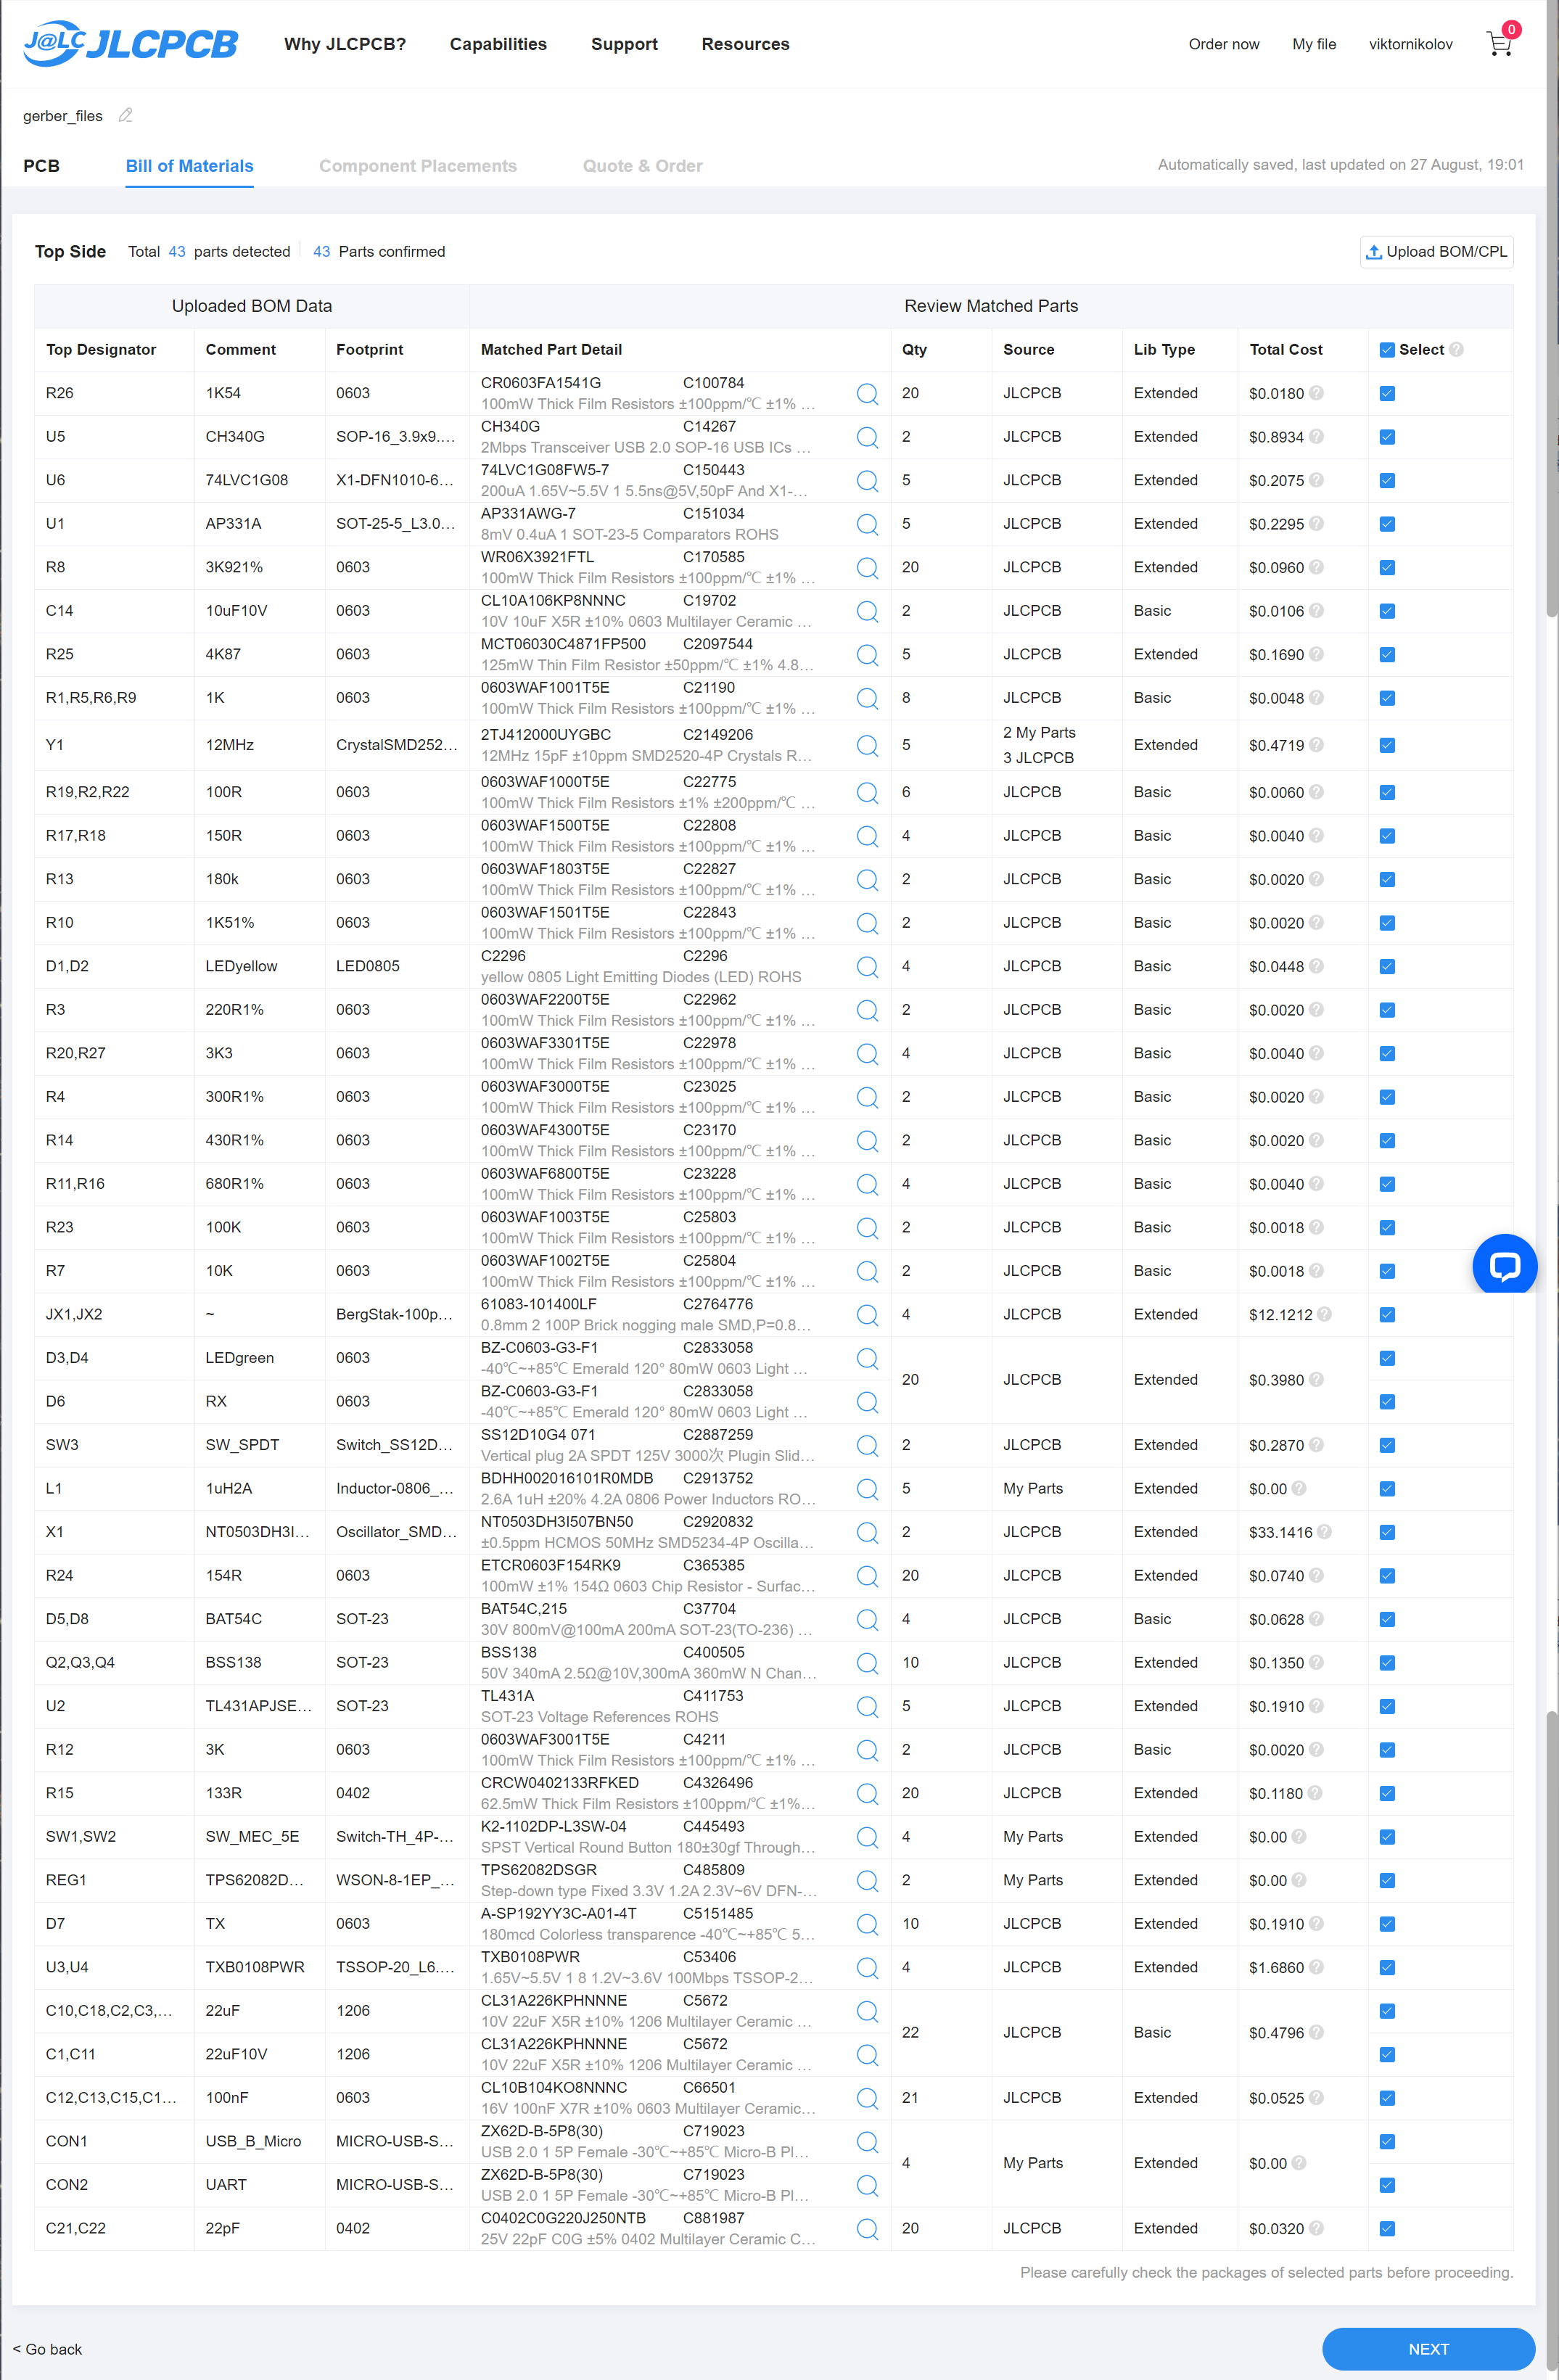 J@LC JLCPCB Why JLCPCB? Capabilities Support Resources Order now My file viktornikolov 0
gerber_files
PCB Bill of Materials Component Placements Quote & Order Automatically saved, last updated on 27 August, 19:01
Top Side Total 43 parts detected 43 Parts confirmed Upload BOM/CPL
Uploaded BOM Data Review Matched Parts
Top Designator Comment Footprint Matched Part Detail Qty Source Lib Type Total Cost Select
R26 1K54 0603 CR0603FA1541G C100784 20 JLCPCB Extended $0.0180
100mW Thick Film Resistors ±100ppm/℃ ±1% ...
U5 CH340G SOP-16_3.9x9.... CH340G C14267 2 JLCPCB Extended $0.8934
2Mbps Transceiver USB 2.0 SOP-16 USB ICs ...
U6 74LVC1G08 X1-DFN1010-6... 74LVC1G08FW5-7 C150443 5 JLCPCB Extended $0.2075
200uA 1.65V~5.5V 1 5.5ns@5V,50pF And X1-...
U1 AP331A SOT-25-5_L3.0... AP331AWG-7 C151034 5 JLCPCB Extended $0.2295
8mV 0.4uA 1 SOT-23-5 Comparators ROHS
R8 3K921% 0603 WR06X3921FTL C170585 20 JLCPCB Extended $0.0960
100mW Thick Film Resistors ±100ppm/℃ ±1% ...
C14 10uF10V 0603 CL10A106KP8NNNC C19702 2 JLCPCB Basic $0.0106
10V 10uF X5R ±10% 0603 Multilayer Ceramic ...
R25 4K87 0603 MCT06030C4871FP500 C2097544 5 JLCPCB Extended $0.1690
125mW Thin Film Resistor ±50ppm/℃ ±1% 4.8...
R1,R5,R6,R9 1K 0603 0603WAF1001T5E C21190 8 JLCPCB Basic $0.0048
100mW Thick Film Resistors ±100ppm/℃ ±1% ...
Y1 12MHz CrystalSMD252... 2TJ412000UYGBC C2149206 5 2 My Parts 3 JLCPCB Extended $0.4719
12MHz 15pF ±10ppm SMD2520-4P Crystals R...
R19,R2,R22 100R 0603 0603WAF1000T5E C22775 6 JLCPCB Basic $0.0060
100mW Thick Film Resistors ±1% ±200ppm/℃ ...
R17,R18 150R 0603 0603WAF1500T5E C22808 4 JLCPCB Basic $0.0040
100mW Thick Film Resistors ±100ppm/℃ ±1% ...
R13 180k 0603 0603WAF1803T5E C22827 2 JLCPCB Basic $0.0020
100mW Thick Film Resistors ±100ppm/℃ ±1% ...
R10 1K51% 0603 0603WAF1501T5E C22843 2 JLCPCB Basic $0.0020
100mW Thick Film Resistors ±100ppm/℃ ±1% ...
D1,D2 LEDyellow LED0805 C2296 C2296 4 JLCPCB Basic $0.0448
yellow 0805 Light Emitting Diodes (LED) ROHS
R3 220R1% 0603 0603WAF2200T5E C22962 2 JLCPCB Basic $0.0020
100mW Thick Film Resistors ±100ppm/℃ ±1% ...
R20,R27 3K3 0603 0603WAF3301T5E C22978 4 JLCPCB Basic $0.0040
100mW Thick Film Resistors ±100ppm/℃ ±1% ...
R4 300R1% 0603 0603WAF3000T5E C23025 2 JLCPCB Basic $0.0020
100mW Thick Film Resistors ±100ppm/℃ ±1% ...
R14 430R1% 0603 0603WAF4300T5E C23170 2 JLCPCB Basic $0.0020
100mW Thick Film Resistors ±100ppm/℃ ±1% ...
R11,R16 680R1% 0603 0603WAF6800T5E C23228 4 JLCPCB Basic $0.0040
100mW Thick Film Resistors ±100ppm/℃ ±1% ...
R23 100K 0603 0603WAF1003T5E C25803 2 JLCPCB Basic $0.0018
100mW Thick Film Resistors ±100ppm/℃ ±1% ...
R7 10K 0603 0603WAF1002T5E C25804 2 JLCPCB Basic $0.0018
100mW Thick Film Resistors ±100ppm/℃ ±1% ...
JX1,JX2 ~ BergStak-100p... 61083-101400LF C2764776 4 JLCPCB Extended $12.1212
0.8mm 2 100P Brick nogging male SMD,P=0.8...
D3,D4 LEDgreen 0603 BZ-C0603-G3-F1 C2833058 20 JLCPCB Extended $0.3980
-40℃~+85℃ Emerald 120° 80mW 0603 Light ...
D6 RX 0603 BZ-C0603-G3-F1 C2833058
-40℃~+85℃ Emerald 120° 80mW 0603 Light ...
SW3 SW_SPDT Switch_SS12D... SS12D10G4 071 C2887259 2 JLCPCB Extended $0.2870
Vertical plug 2A SPDT 125V 3000次 Plugin Slid...
L1 1uH2A Inductor-0806_... BDHH002016101R0MDB C2913752 5 My Parts Extended $0.00
2.6A 1uH ±20% 4.2A 0806 Power Inductors RO...
X1 NT0503DH3I... Oscillator_SMD... NT0503DH3I507BN50 C2920832 2 JLCPCB Extended $33.1416
±0.5ppm HCMOS 50MHz SMD5234-4P Oscilla...
R24 154R 0603 ETCR0603F154RK9 C365385 20 JLCPCB Extended $0.0740
100mW ±1% 154Ω 0603 Chip Resistor - Surfac...
D5,D8 BAT54C SOT-23 BAT54C,215 C37704 4 JLCPCB Basic $0.0628
30V 800mV@100mA 200mA SOT-23(TO-236) ...
Q2,Q3,Q4 BSS138 SOT-23 BSS138 C400505 10 JLCPCB Extended $0.1350
50V 340mA 2.5Ω@10V,300mA 360mW N Chan...
U2 TL431APJSE... SOT-23 TL431A C411753 5 JLCPCB Extended $0.1910
SOT-23 Voltage References ROHS
R12 3K 0603 0603WAF3001T5E C4211 2 JLCPCB Basic $0.0020
100mW Thick Film Resistors ±100ppm/℃ ±1% ...
R15 133R 0402 CRCW0402133RFKED C4326496 20 JLCPCB Extended $0.1180
62.5mW Thick Film Resistors ±100ppm/℃ ±1%...
SW1,SW2 SW_MEC_5E Switch-TH_4P-... K2-1102DP-L3SW-04 C445493 4 My Parts Extended $0.00
SPST Vertical Round Button 180±30gf Through...
REG1 TPS62082D... WSON-8-1EP_... TPS62082DSGR C485809 2 My Parts Extended $0.00
Step-down type Fixed 3.3V 1.2A 2.3V~6V DFN-...
D7 TX 0603 A-SP192YY3C-A01-4T C5151485 10 JLCPCB Extended $0.1910
180mcd Colorless transparence -40℃~+85℃ 5...
U3,U4 TXB0108PWR TSSOP-20_L6.... TXB0108PWR C53406 4 JLCPCB Extended $1.6860
1.65V~5.5V 1 8 1.2V~3.6V 100Mbps TSSOP-2...
C10,C18,C2,C3,... 22uF 1206 CL31A226KPHNNNE C5672 22 JLCPCB Basic $0.4796
10V 22uF X5R ±10% 1206 Multilayer Ceramic ...
C1,C11 22uF10V 1206 CL31A226KPHNNNE C5672
10V 22uF X5R ±10% 1206 Multilayer Ceramic ...
C12,C13,C15,C1... 100nF 0603 CL10B104KO8NNNC C66501 21 JLCPCB Extended $0.0525
16V 100nF X7R ±10% 0603 Multilayer Ceramic...
CON1 USB_B_Micro MICRO-USB-S... ZX62D-B-5P8(30) C719023 4 My Parts Extended $0.00
USB 2.0 1 5P Female -30℃~+85℃ Micro-B Pl...
CON2 UART MICRO-USB-S... ZX62D-B-5P8(30) C719023
USB 2.0 1 5P Female -30℃~+85℃ Micro-B Pl...
C21,C22 22pF 0402 C0402C0G220J250NTB C881987 20 JLCPCB Extended $0.0320
25V 22pF C0G ±5% 0402 Multilayer Ceramic C...
Please carefully check the packages of selected parts before proceeding.
< Go back NEXT